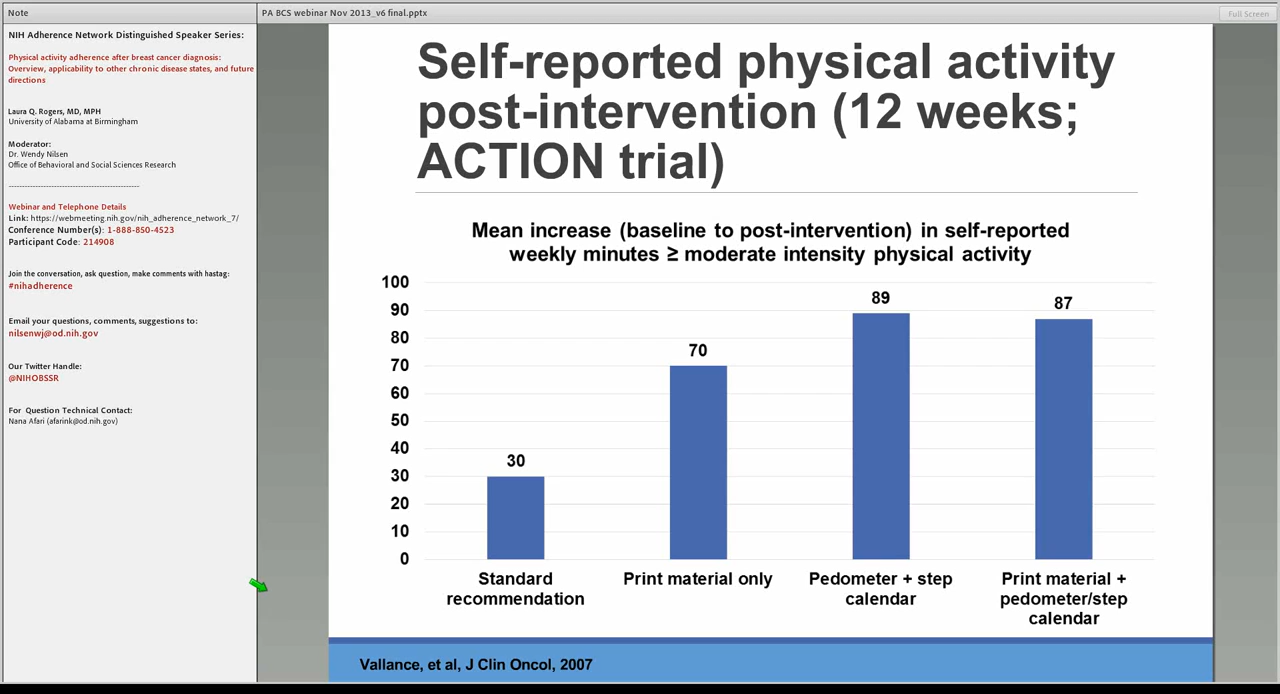 Note
NIH Adherence Network Distinguished Speaker Series:
Physical activity adherence after breast cancer diagnosis:
Overview, applicability to other chronic disease states, and future
directions
Laura Q. Rogers, MD, MPH
University of Alabama at Birmingham
Moderator:
Dr. Wendy Nilsen
Office of Behavioral and Social Sciences Research
------------------------------------------------
Webinar and Telephone Details
Link: https://webmeeting.nih.gov/nih_adherence_network_7/
Conference Number(s): 1-888-850-4523
Participant Code: 214908
Join the conversation, ask question, make comments with hastag:
#nihadherence
Email your questions, comments, suggestions to:
nilsenwj@od.nih.gov
Our Twitter Handle:
@NIHOBSSR
For Question Technical Contact:
Nana Afari (afarink@od.nih.gov)
PA BCS webinar Nov 2013_v6 final.pptx
Full Screen
Self-reported physical activity
post-intervention (12 weeks;
ACTION trial)
Mean increase (baseline to post-intervention) in self-reported
weekly minutes ≥ moderate intensity physical activity
100
90
80
70
60
50
40
30
20
10
0
30
70
89
87
Standard
recommendation
Print material only
Pedometer + step
calendar
Print material +
pedometer/step
calendar
Vallance, et al, J Clin Oncol, 2007